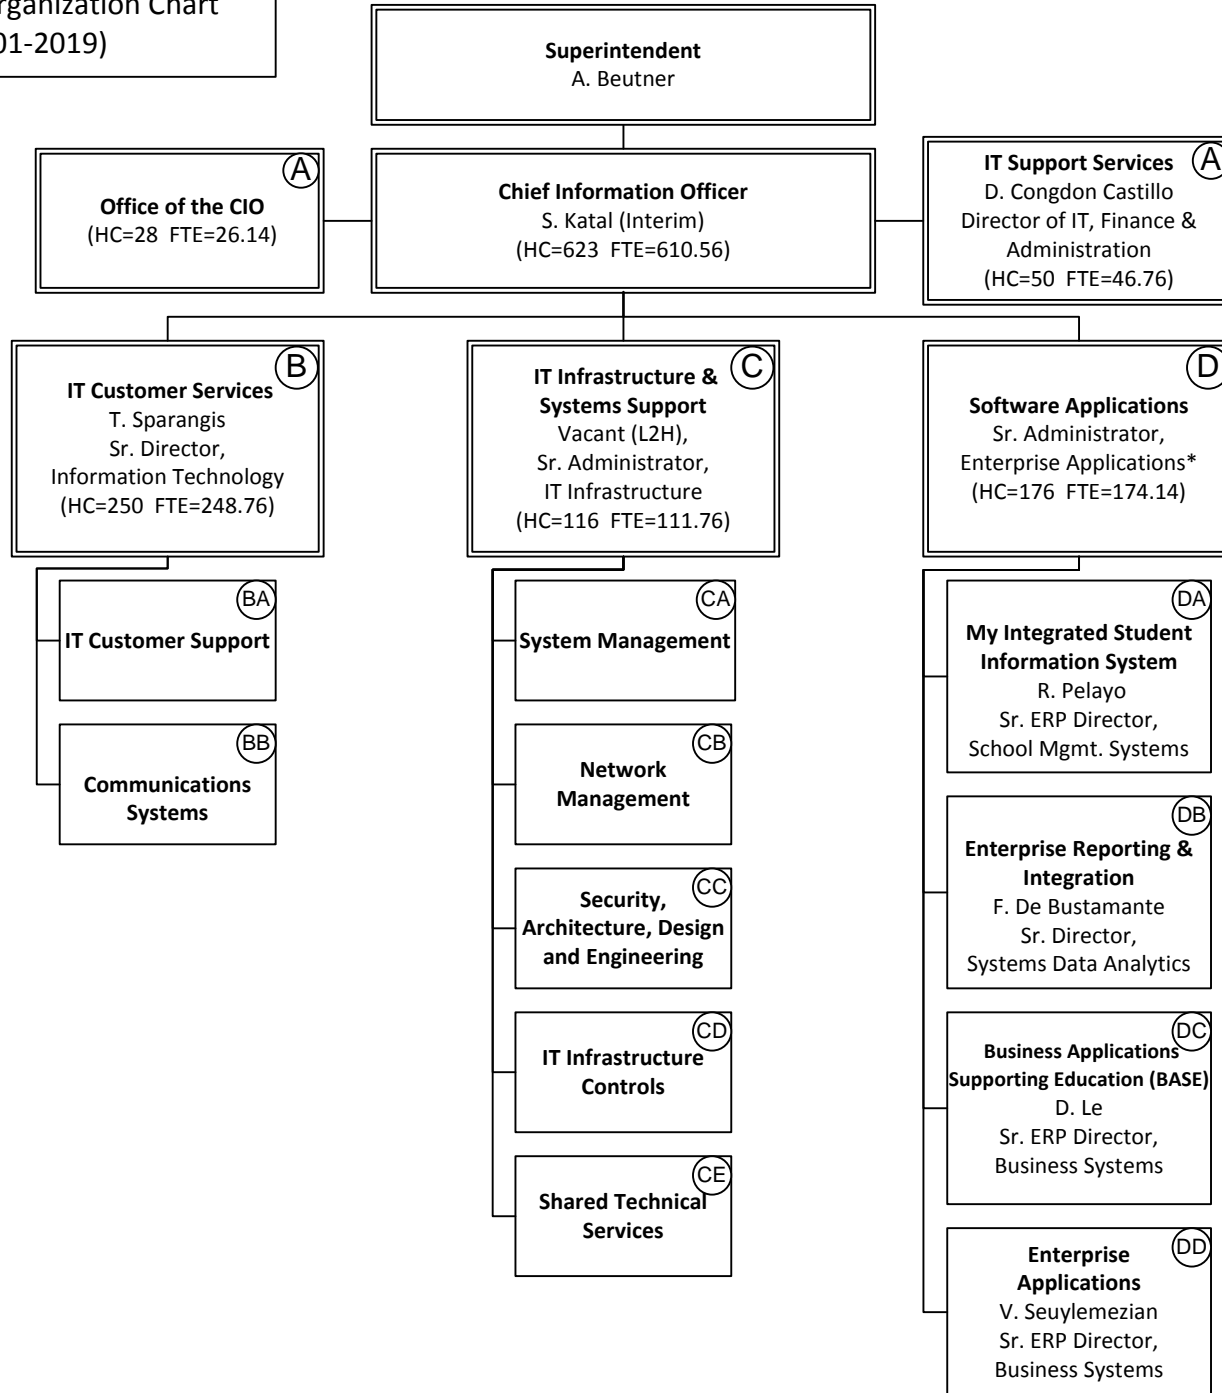 rganization Chart
01-2019)
Superintendent
A. Beutner
A
Office of the CIO
(HC=28 FTE=26.14)
Chief Information Officer
S. Katal (Interim)
(HC=623 FTE=610.56)
A
IT Support Services
D. Congdon Castillo
Director of IT, Finance &
Administration
(HC=50 FTE=46.76)
B
IT Customer Services
T. Sparangis
Sr. Director,
Information Technology
(HC=250 FTE=248.76)
C
IT Infrastructure &
Systems Support
Vacant (L2H),
Sr. Administrator,
IT Infrastructure
(HC=116 FTE=111.76)
D
Software Applications
Sr. Administrator,
Enterprise Applications*
(HC=176 FTE=174.14)
BA
IT Customer Support
BB
Communications
Systems
CA
System Management
CB
Network
Management
CC
Security,
Architecture, Design
and Engineering
CD
IT Infrastructure
Controls
CE
Shared Technical
Services
DA
My Integrated Student
Information System
R. Pelayo
Sr. ERP Director,
School Mgmt. Systems
DB
Enterprise Reporting &
Integration
F. De Bustamante
Sr. Director,
Systems Data Analytics
DC
Business Applications
Supporting Education (BASE)
D. Le
Sr. ERP Director,
Business Systems
DD
Enterprise
Applications
V. Seuylemezian
Sr. ERP Director,
Business Systems